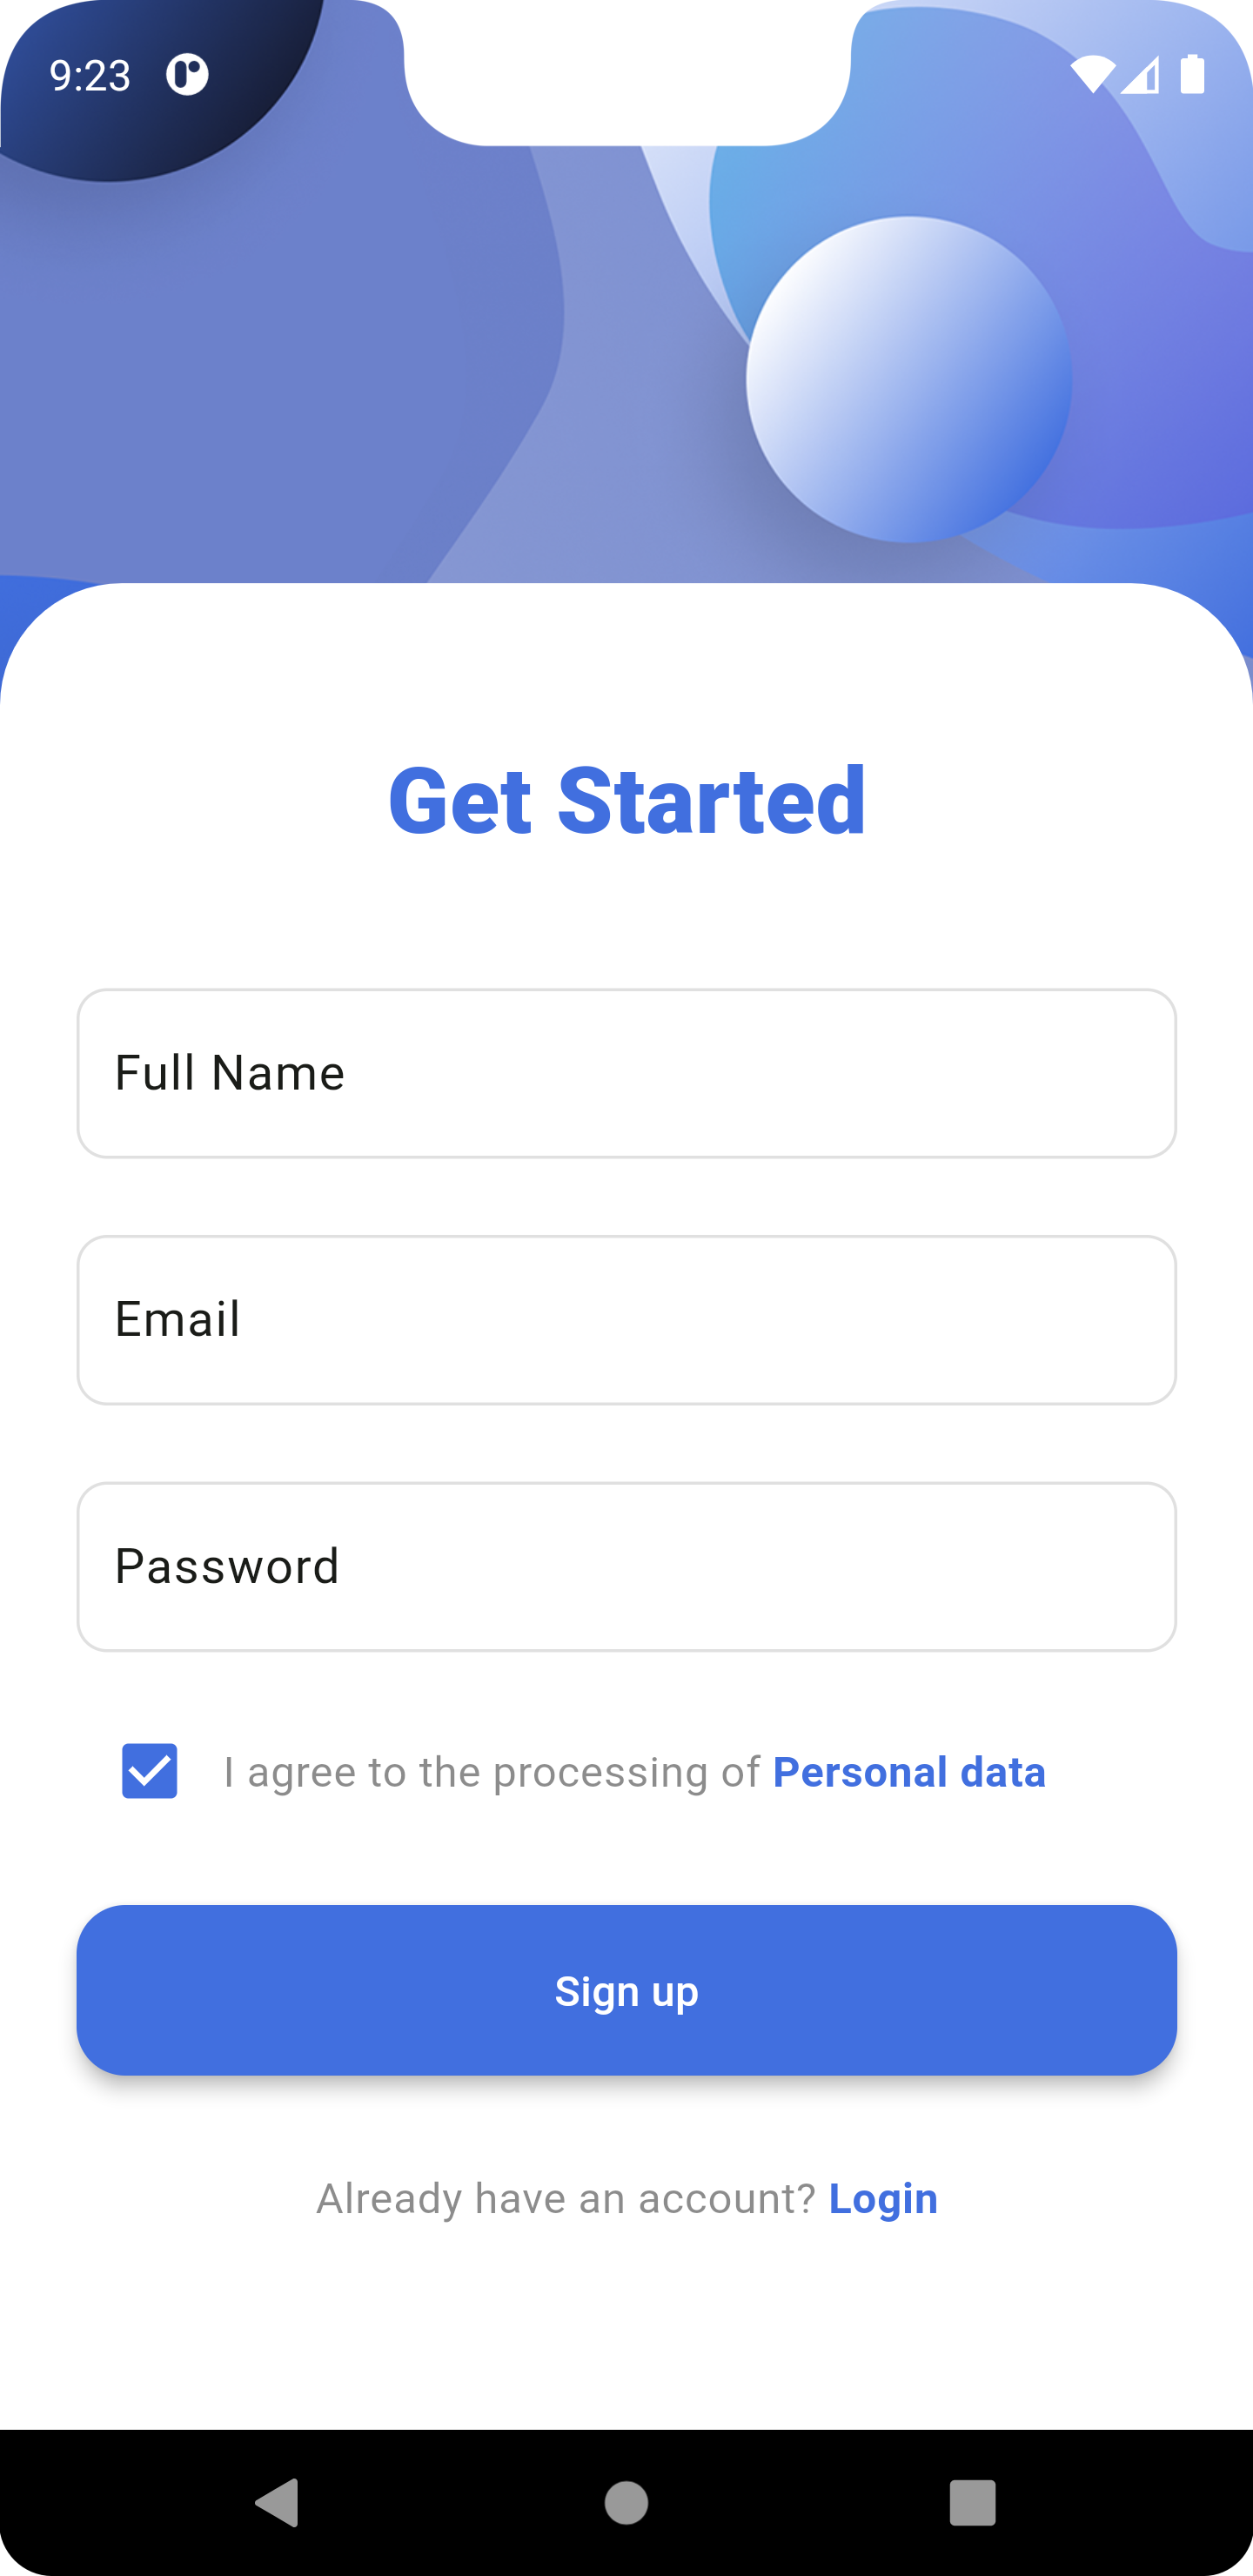 9:23
Get Started
Full Name
Email
Password
I agree to the processing of Personal data
Sign up
Already have an account? Login